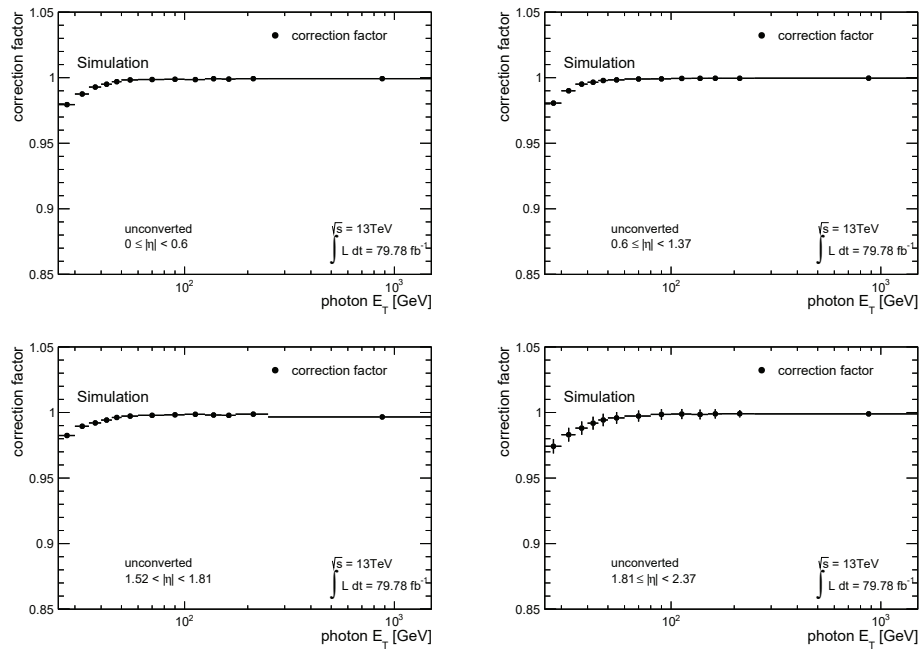 1.05
correction factor
correction factor
Simulation
1
0.95
0.9
unconverted
0 ≤ |η| < 0.6
√s = 13TeV
∫ L dt = 79.78 fb⁻¹
0.85
10² 10³
photon E_T [GeV]
1.05
correction factor
correction factor
Simulation
1
0.95
0.9
unconverted
0.6 ≤ |η| < 1.37
√s = 13TeV
∫ L dt = 79.78 fb⁻¹
0.85
10² 10³
photon E_T [GeV]
1.05
correction factor
correction factor
Simulation
1
0.95
0.9
unconverted
1.52 < |η| < 1.81
√s = 13TeV
∫ L dt = 79.78 fb⁻¹
0.85
10² 10³
photon E_T [GeV]
1.05
correction factor
correction factor
Simulation
1
0.95
0.9
unconverted
1.81 ≤ |η| < 2.37
√s = 13TeV
∫ L dt = 79.78 fb⁻¹
0.85
10² 10³
photon E_T [GeV]